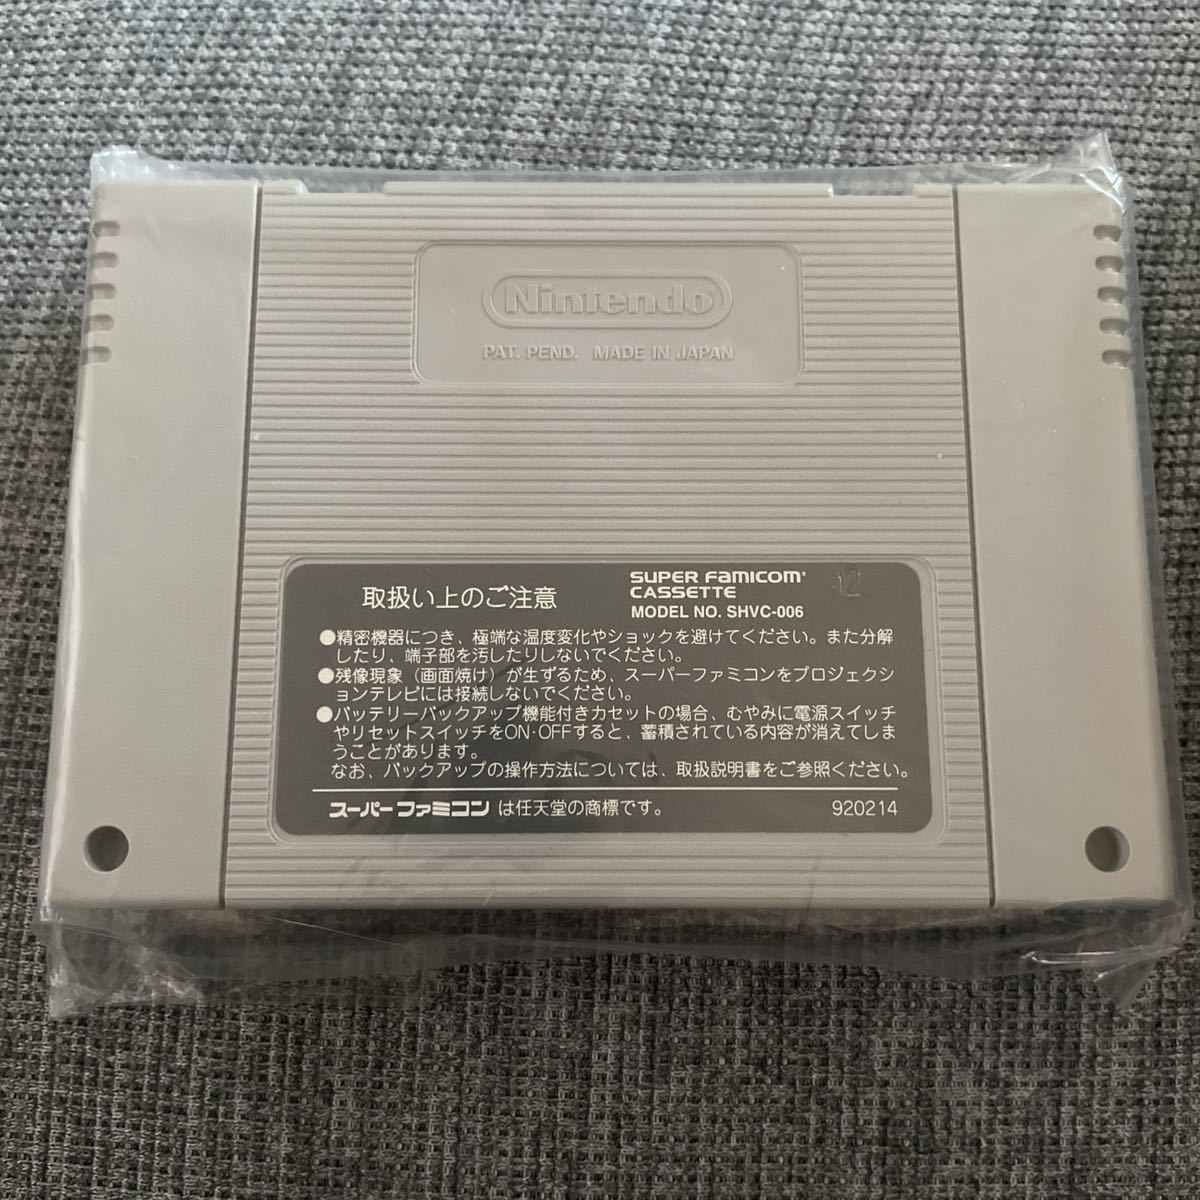 Nintendo®
PAT. PEND. MADE IN JAPAN
取扱い上のご注意
SUPER FAMICOM®
CASSETTE
MODEL NO. SHVC-006
12
●精密機器につき、極端な温度変化やショックを避けてください。また分解
したり、端子部を汚したりしないでください。
●残像現象（画面焼け）が生ずるため、スーパーファミコンをプロジェクシ
ョンテレビには接続しないでください。
●バッテリーバックアップ機能付きカセットの場合、むやみに電源スイッチ
やリセットスイッチをON·OFFすると、蓄積されている内容が消えてしま
うことがあります。
なお、バックアップの操作方法については、取扱説明書をご参照ください。
スーパーファミコン は任天堂の商標です。
920214